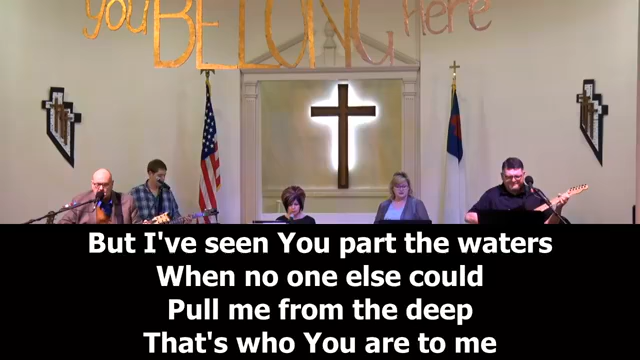 you BELONG here
But I've seen You part the waters
When no one else could
Pull me from the deep
That's who You are to me